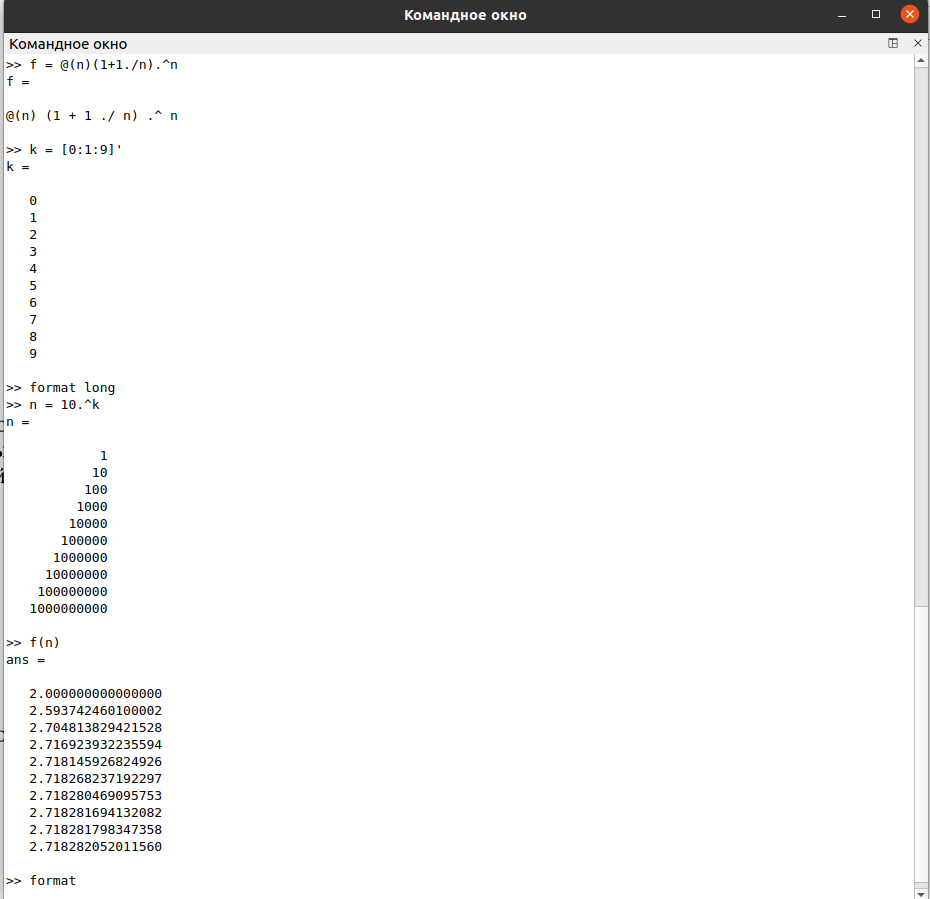 Командное окно
Командное окно
>> f = @(n)(1+1./n).^n
f =
@(n) (1 + 1 ./ n) .^ n
>> k = [0:1:9]'
k =
0
1
2
3
4
5
6
7
8
9
>> format long
>> n = 10.^k
n =
1
10
100
1000
10000
100000
1000000
10000000
100000000
1000000000
>> f(n)
ans =
2.000000000000000
2.593742460100002
2.704813829421528
2.716923932235594
2.718145926824926
2.718268237192297
2.718280469095753
2.718281694132082
2.718281798347358
2.718282052011560
>> format